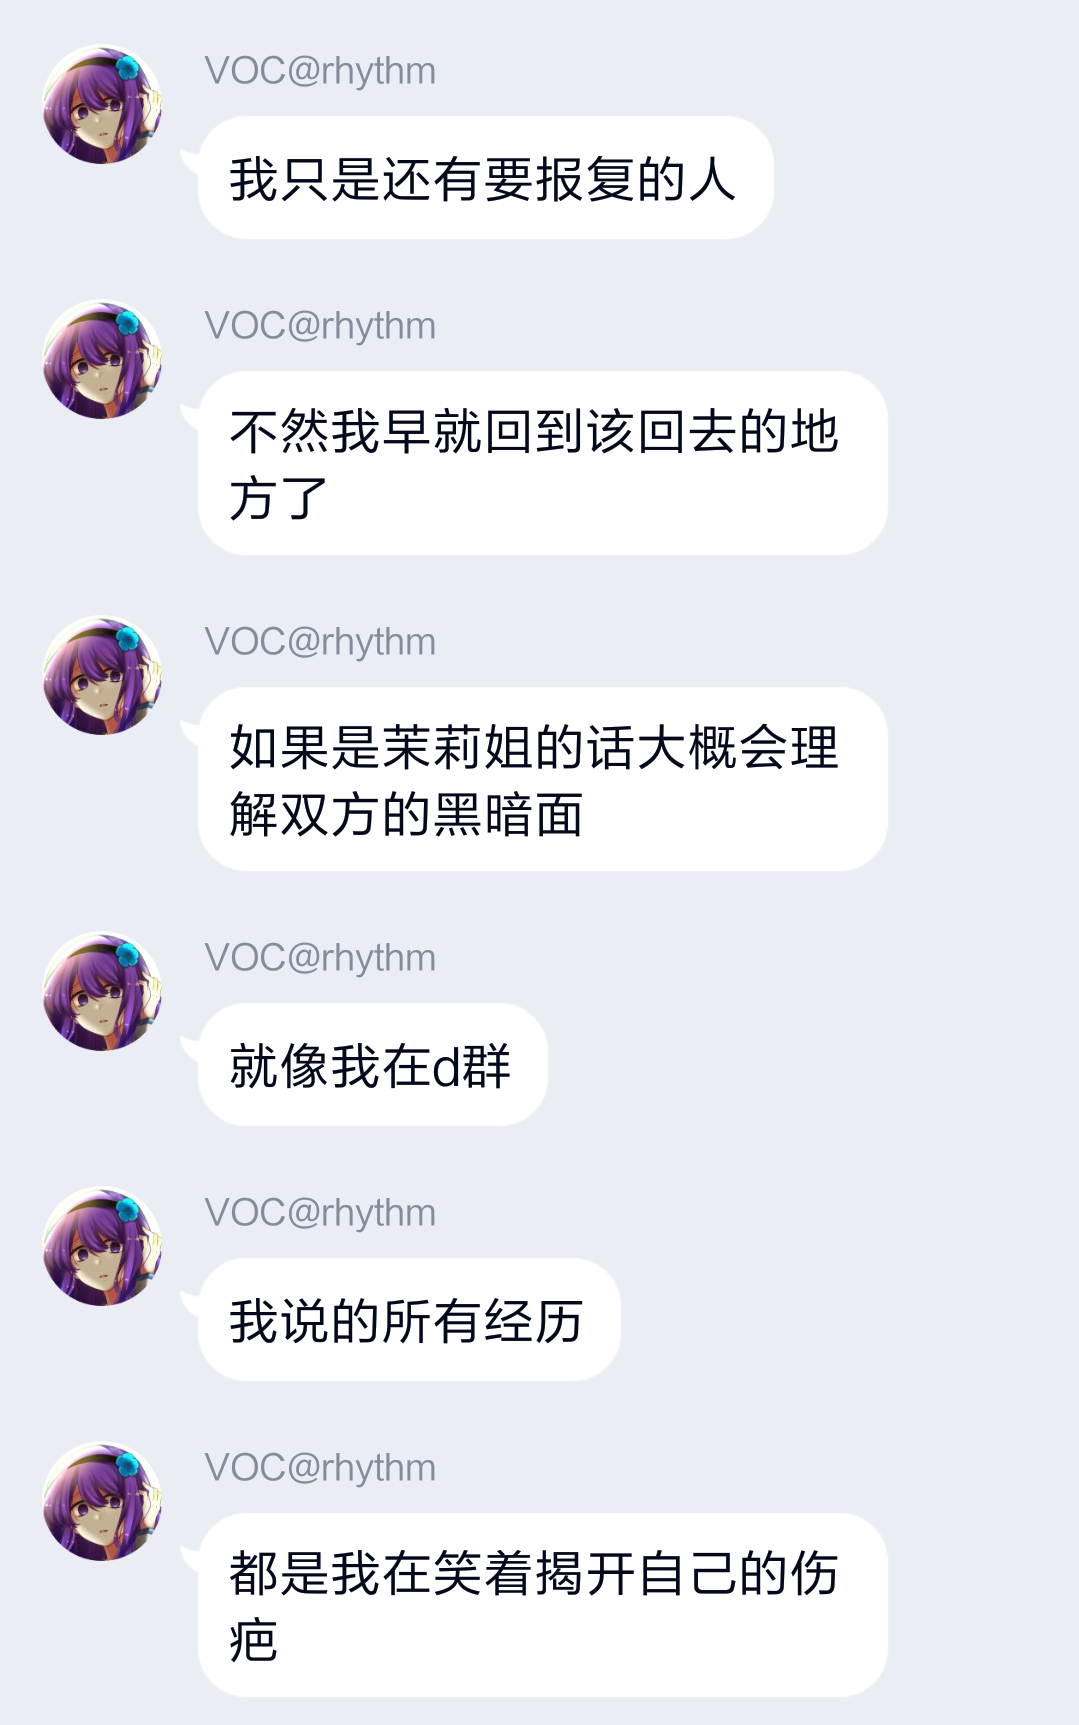 VOC@rhythm
我只是还有要报复的人
VOC@rhythm
不然我早就回到该回去的地
方了
VOC@rhythm
如果是茉莉姐的话大概会理
解双方的黑暗面
VOC@rhythm
就像我在d群
VOC@rhythm
我说的所有经历
VOC@rhythm
都是我在笑着揭开自己的伤
疤